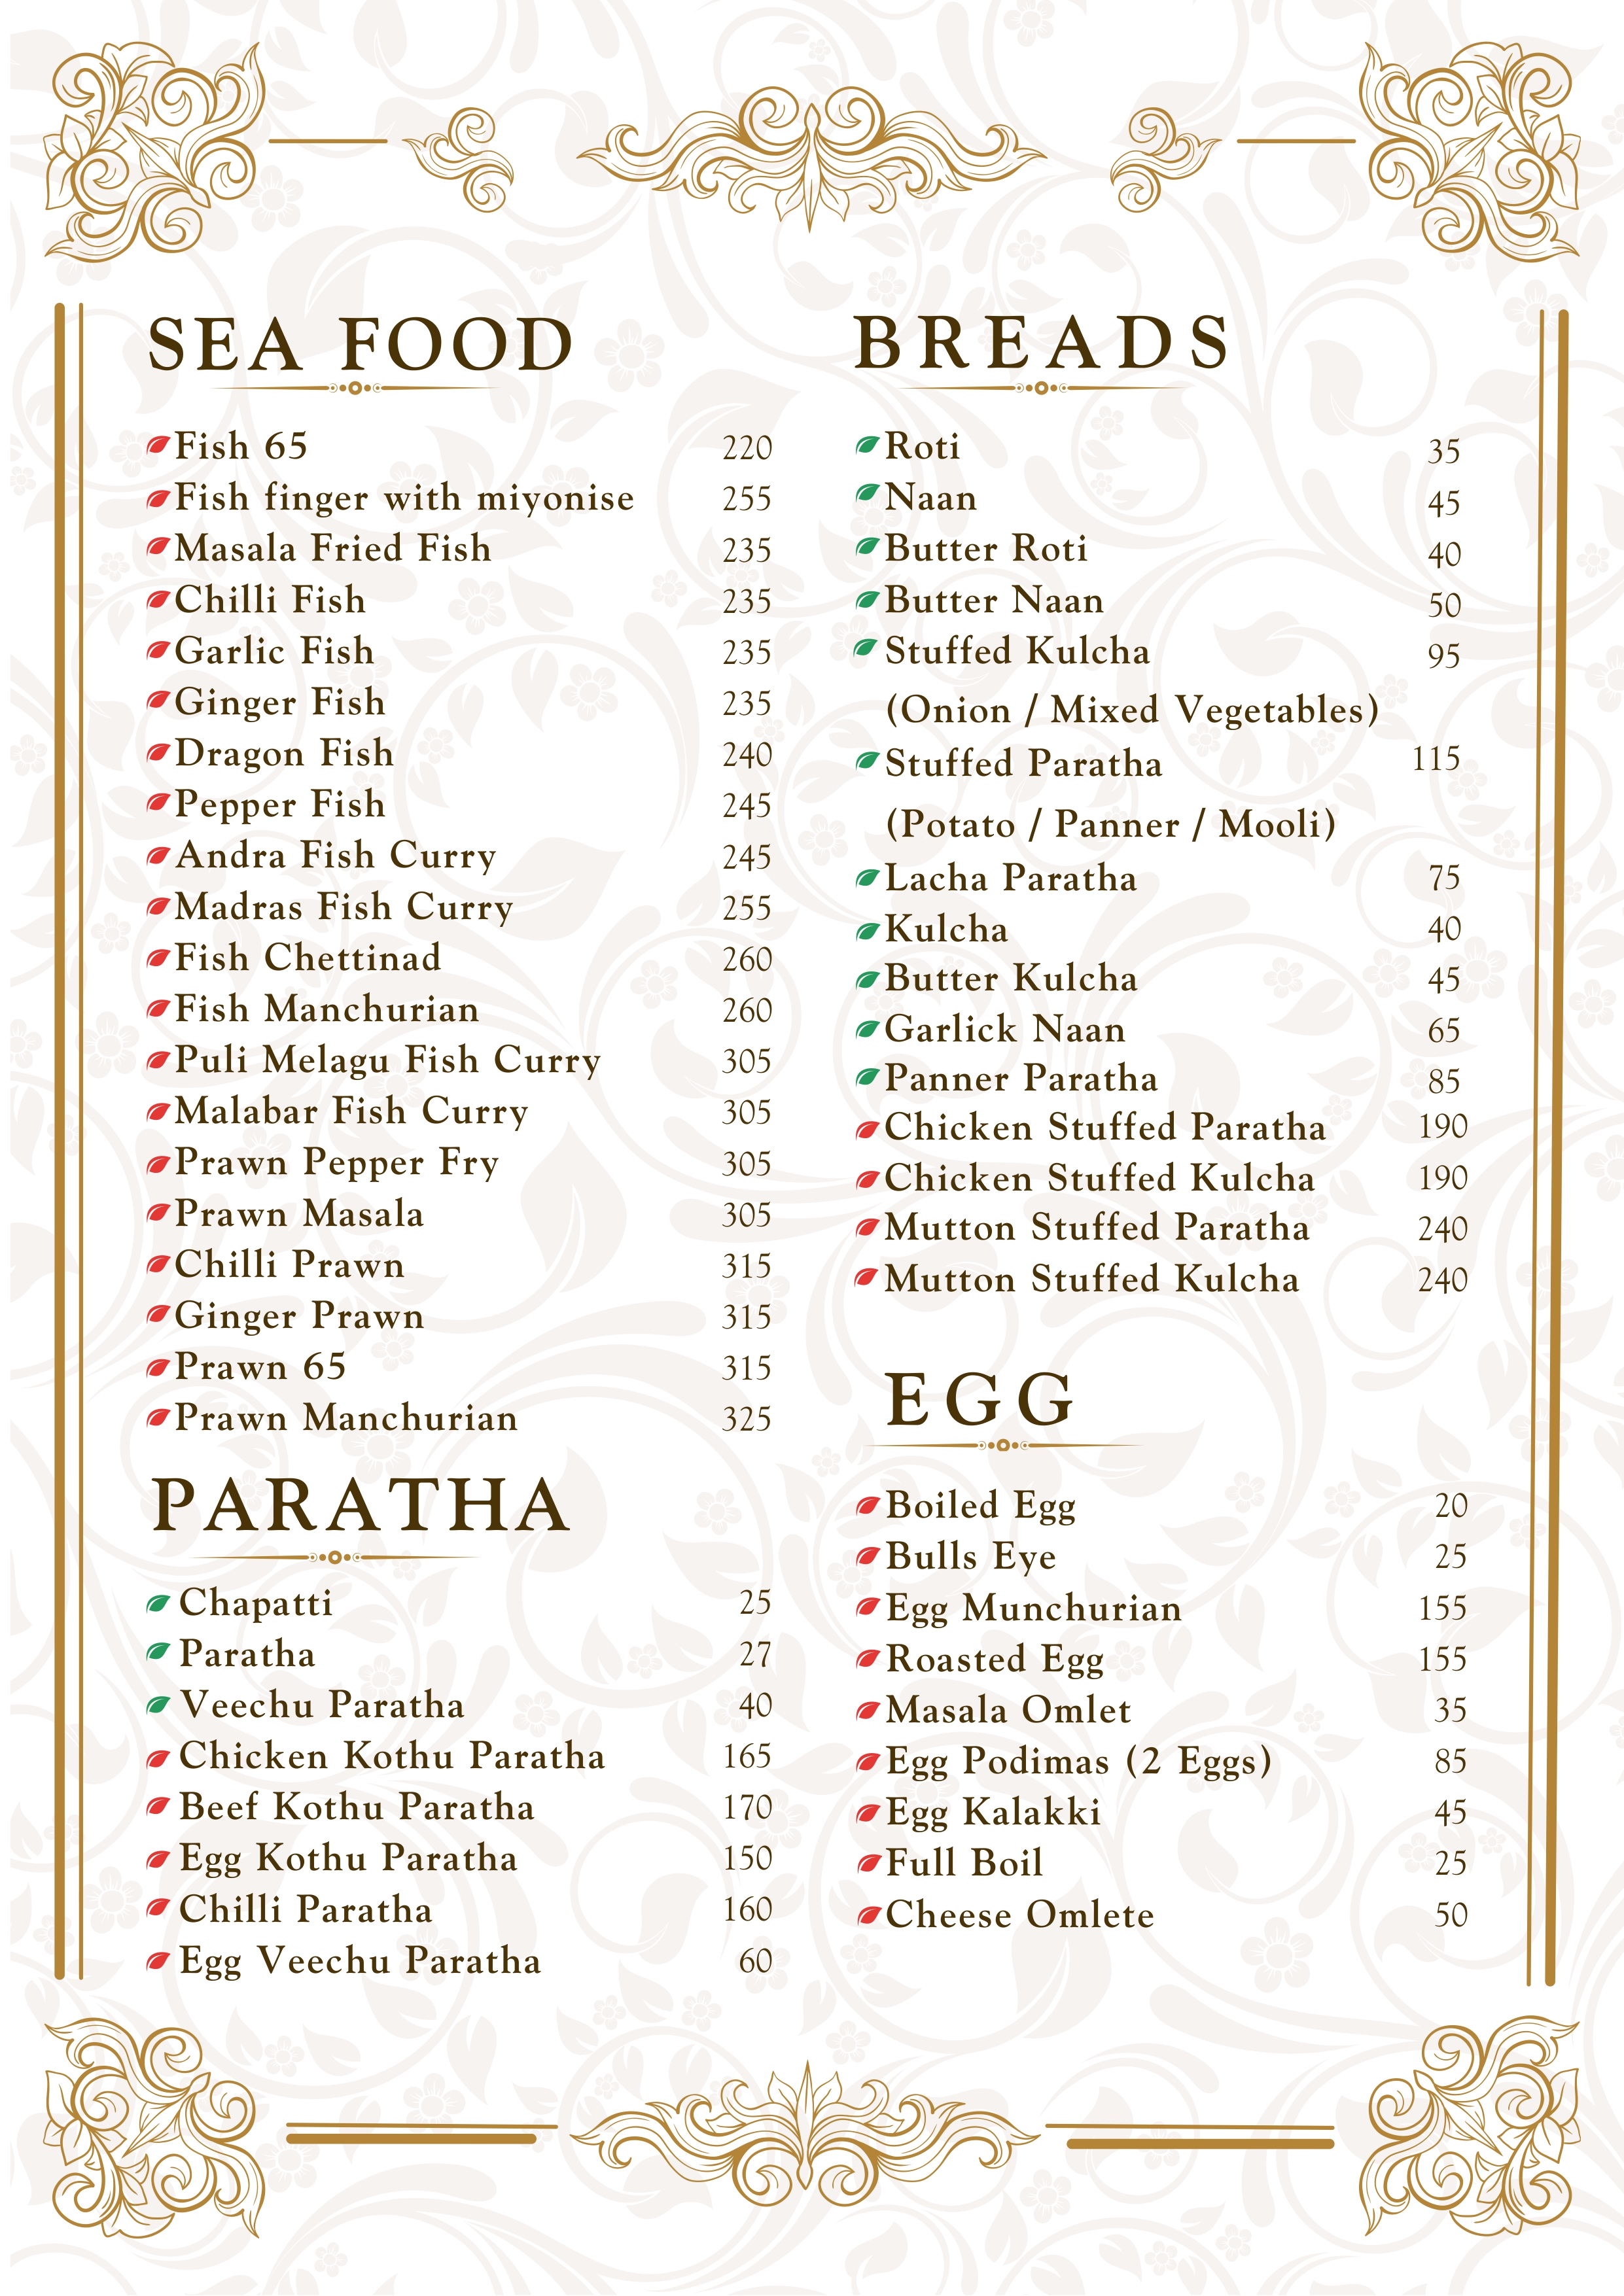 SEA FOOD
Fish 65 220
Fish finger with miyonise 255
Masala Fried Fish 235
Chilli Fish 235
Garlic Fish 235
Ginger Fish 235
Dragon Fish 240
Pepper Fish 245
Andra Fish Curry 245
Madras Fish Curry 255
Fish Chettinad 260
Fish Manchurian 260
Puli Melagu Fish Curry 305
Malabar Fish Curry 305
Prawn Pepper Fry 305
Prawn Masala 305
Chilli Prawn 315
Ginger Prawn 315
Prawn 65 315
Prawn Manchurian 325
PARATHA
Chapatti 25
Paratha 27
Veechu Paratha 40
Chicken Kothu Paratha 165
Beef Kothu Paratha 170
Egg Kothu Paratha 150
Chilli Paratha 160
Egg Veechu Paratha 60
BREADS
Roti 35
Naan 45
Butter Roti 40
Butter Naan 50
Stuffed Kulcha 95
(Onion / Mixed Vegetables)
Stuffed Paratha 115
(Potato / Panner / Mooli)
Lacha Paratha 75
Kulcha 40
Butter Kulcha 45
Garlick Naan 65
Panner Paratha 85
Chicken Stuffed Paratha 190
Chicken Stuffed Kulcha 190
Mutton Stuffed Paratha 240
Mutton Stuffed Kulcha 240
EGG
Boiled Egg 20
Bulls Eye 25
Egg Munchurian 155
Roasted Egg 155
Masala Omlet 35
Egg Podimas (2 Eggs) 85
Egg Kalakki 45
Full Boil 25
Cheese Omlete 50